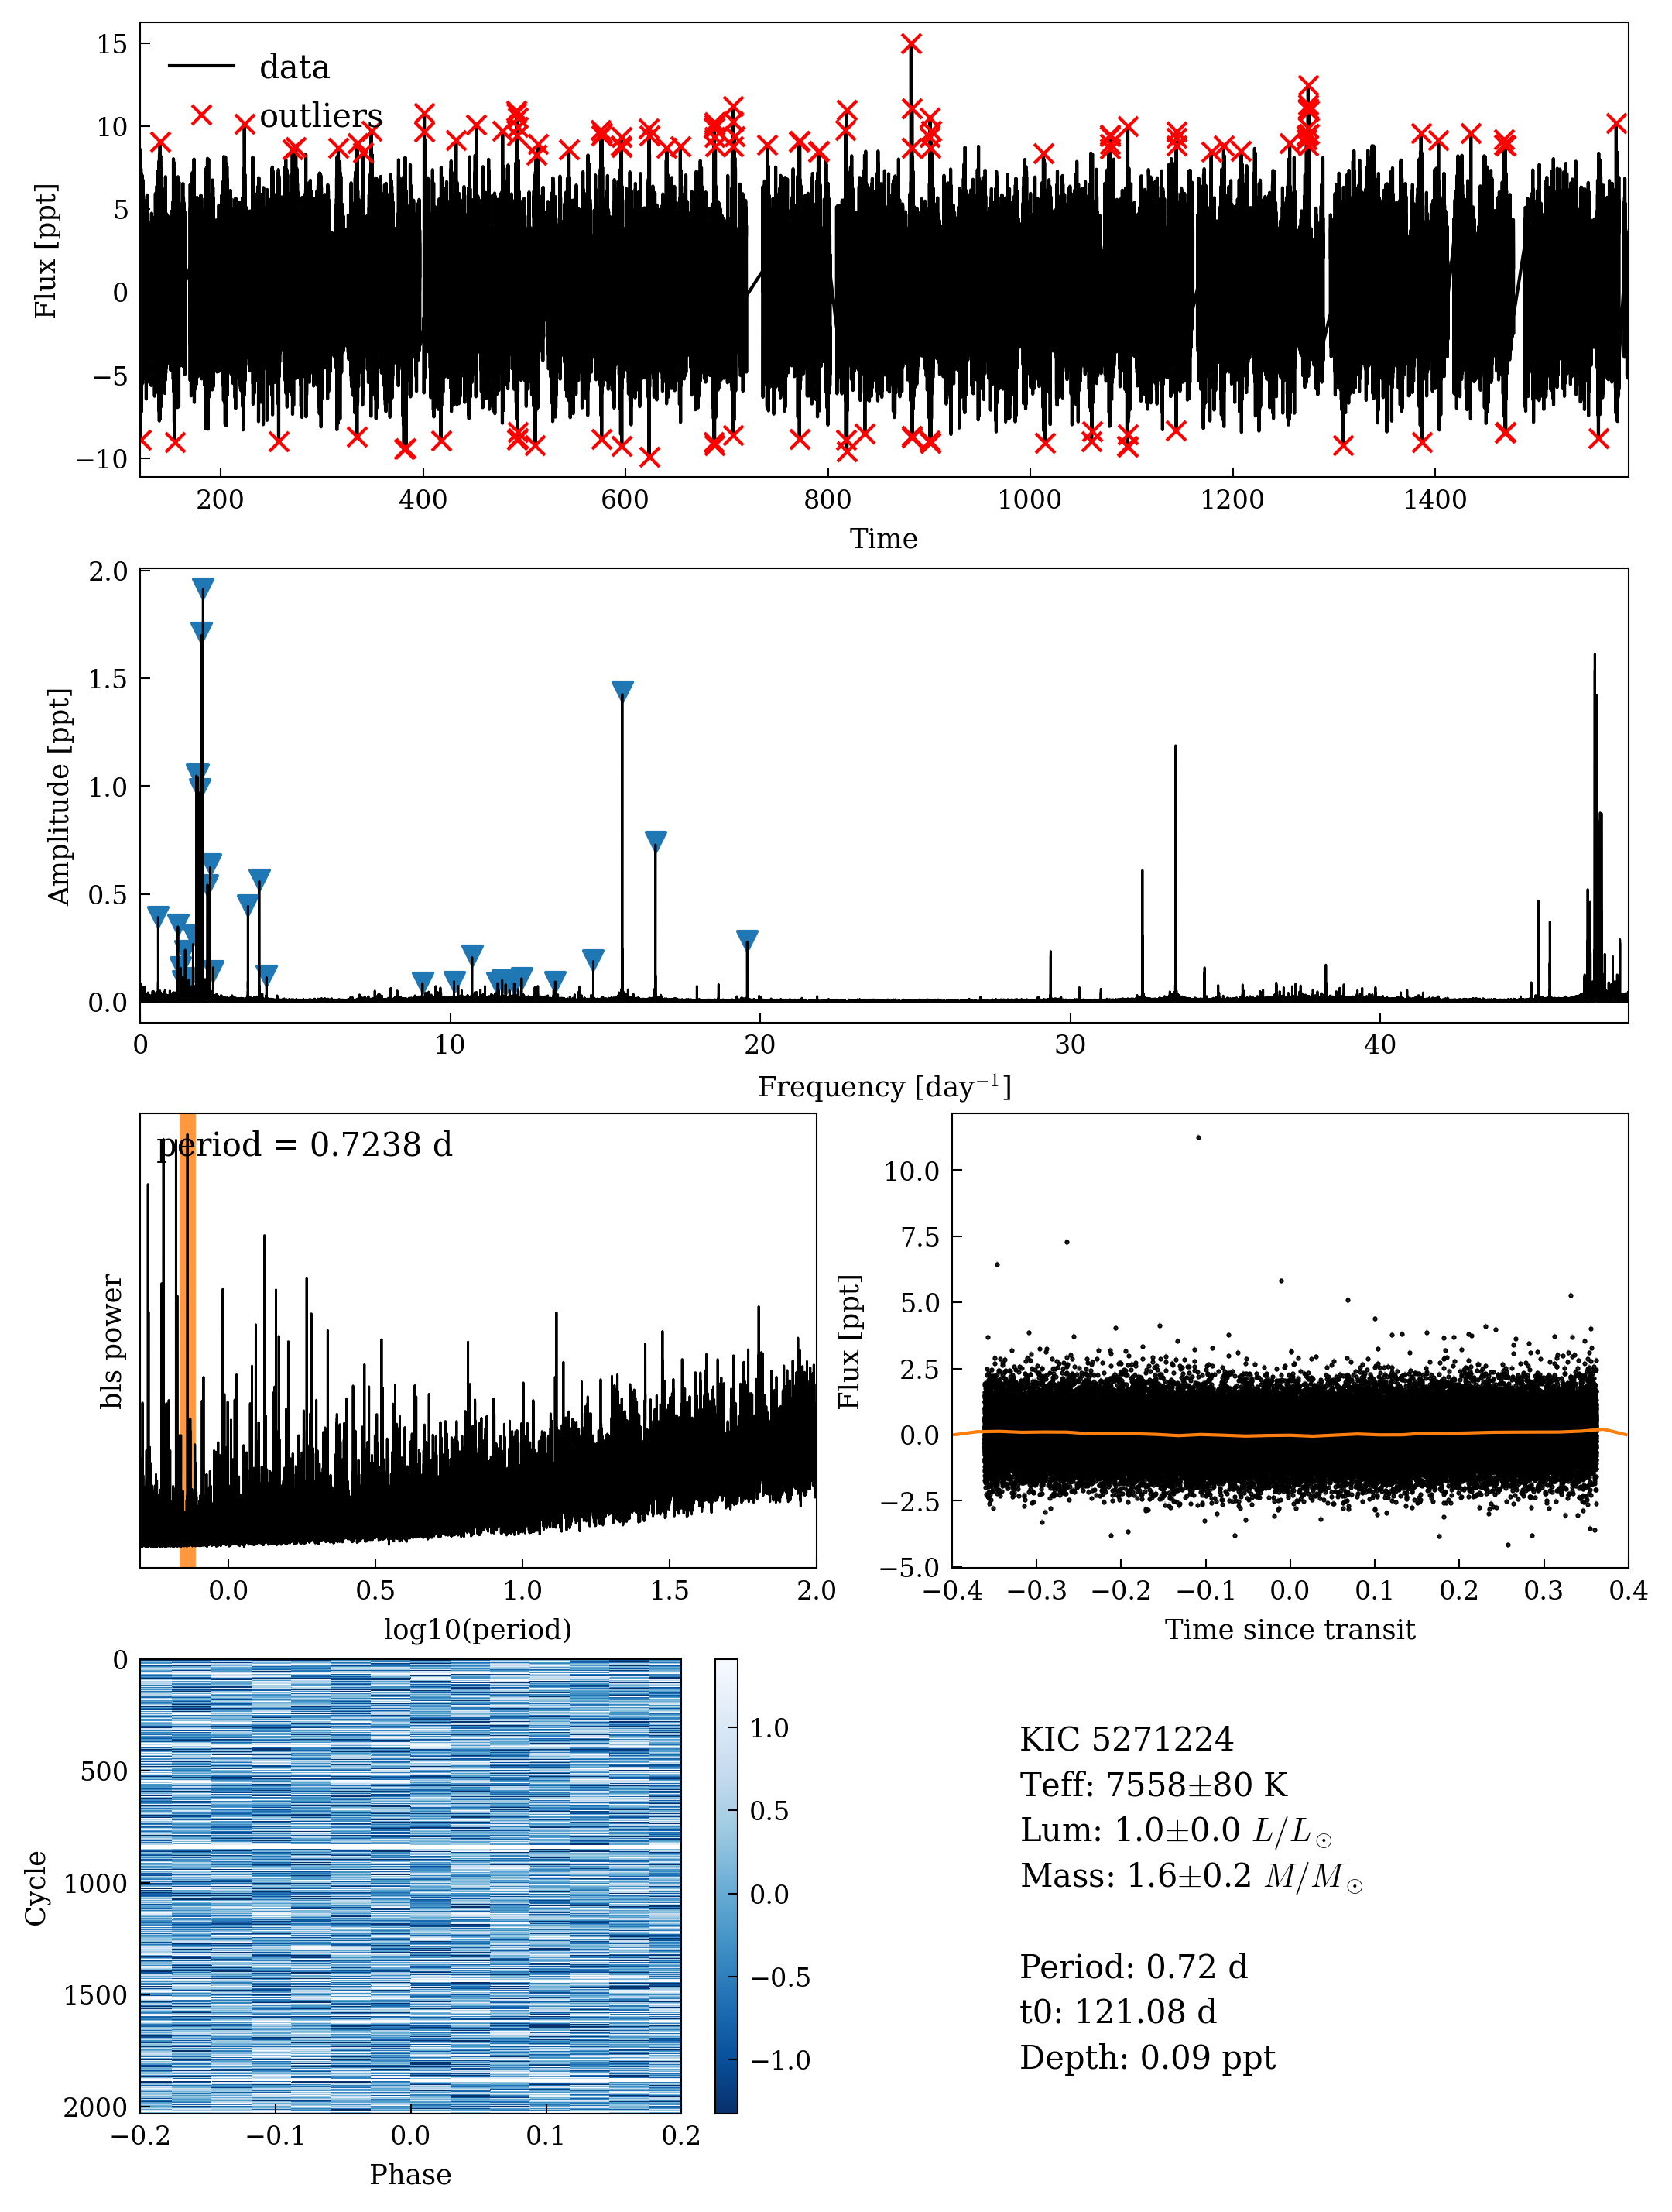 15
10
5
0
−5
−10
Flux [ppt]
data
outliers
200 400 600 800 1000 1200 1400
Time
2.0
1.5
1.0
0.5
0.0
Amplitude [ppt]
0 10 20 30 40
Frequency [day⁻¹]
period = 0.7238 d
bls power
0.0 0.5 1.0 1.5 2.0
log10(period)
10.0
7.5
5.0
2.5
0.0
−2.5
−5.0
Flux [ppt]
−0.4 −0.3 −0.2 −0.1 0.0 0.1 0.2 0.3 0.4
Time since transit
0
500
1000
1500
2000
Cycle
−0.2 −0.1 0.0 0.1 0.2
Phase
1.0
0.5
0.0
−0.5
−1.0
KIC 5271224
Teff: 7558±80 K
Lum: 1.0±0.0 L/L☉
Mass: 1.6±0.2 M/M☉
Period: 0.72 d
t0: 121.08 d
Depth: 0.09 ppt